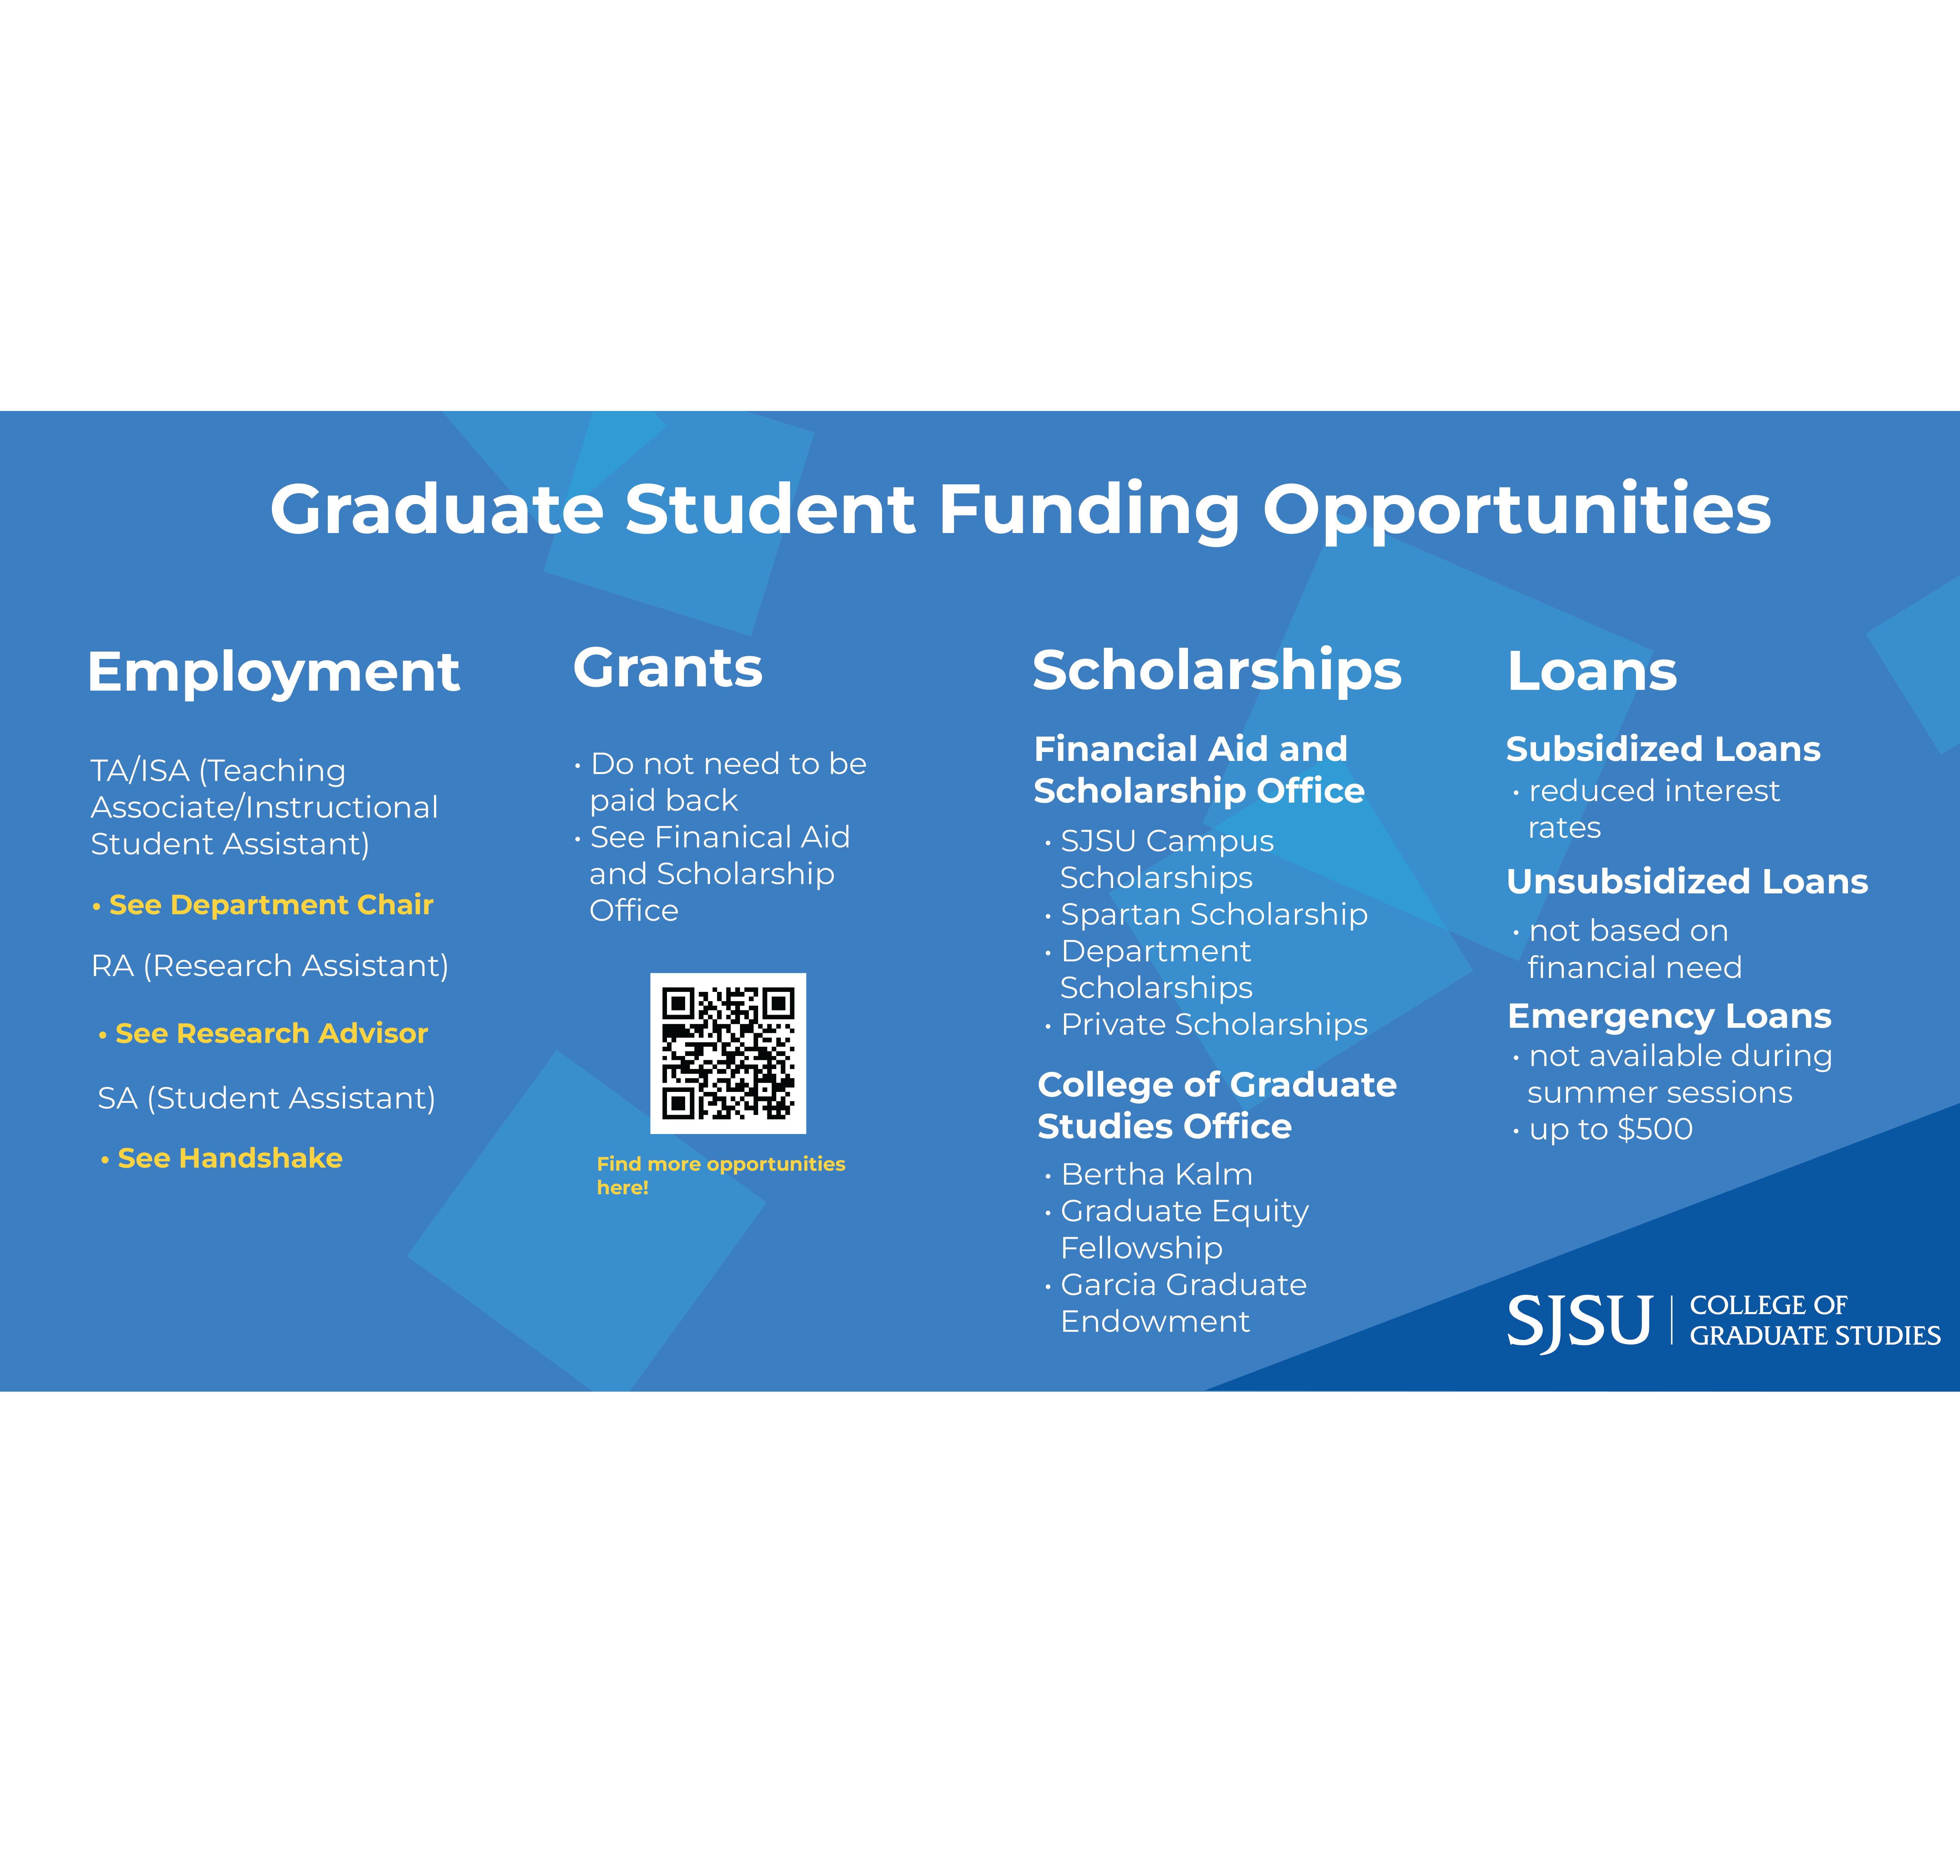 Graduate Student Funding Opportunities
Employment
TA/ISA (Teaching
Associate/Instructional
Student Assistant)
• See Department Chair
RA (Research Assistant)
• See Research Advisor
SA (Student Assistant)
• See Handshake
Grants
• Do not need to be
paid back
• See Finanical Aid
and Scholarship
Office
Find more opportunities
here!
Scholarships
Financial Aid and
Scholarship Office
• SJSU Campus
Scholarships
• Spartan Scholarship
• Department
Scholarships
• Private Scholarships
College of Graduate
Studies Office
• Bertha Kalm
• Graduate Equity
Fellowship
• Garcia Graduate
Endowment
Loans
Subsidized Loans
• reduced interest
rates
Unsubsidized Loans
• not based on
financial need
Emergency Loans
• not available during
summer sessions
• up to $500
SJSU
COLLEGE OF
GRADUATE STUDIES